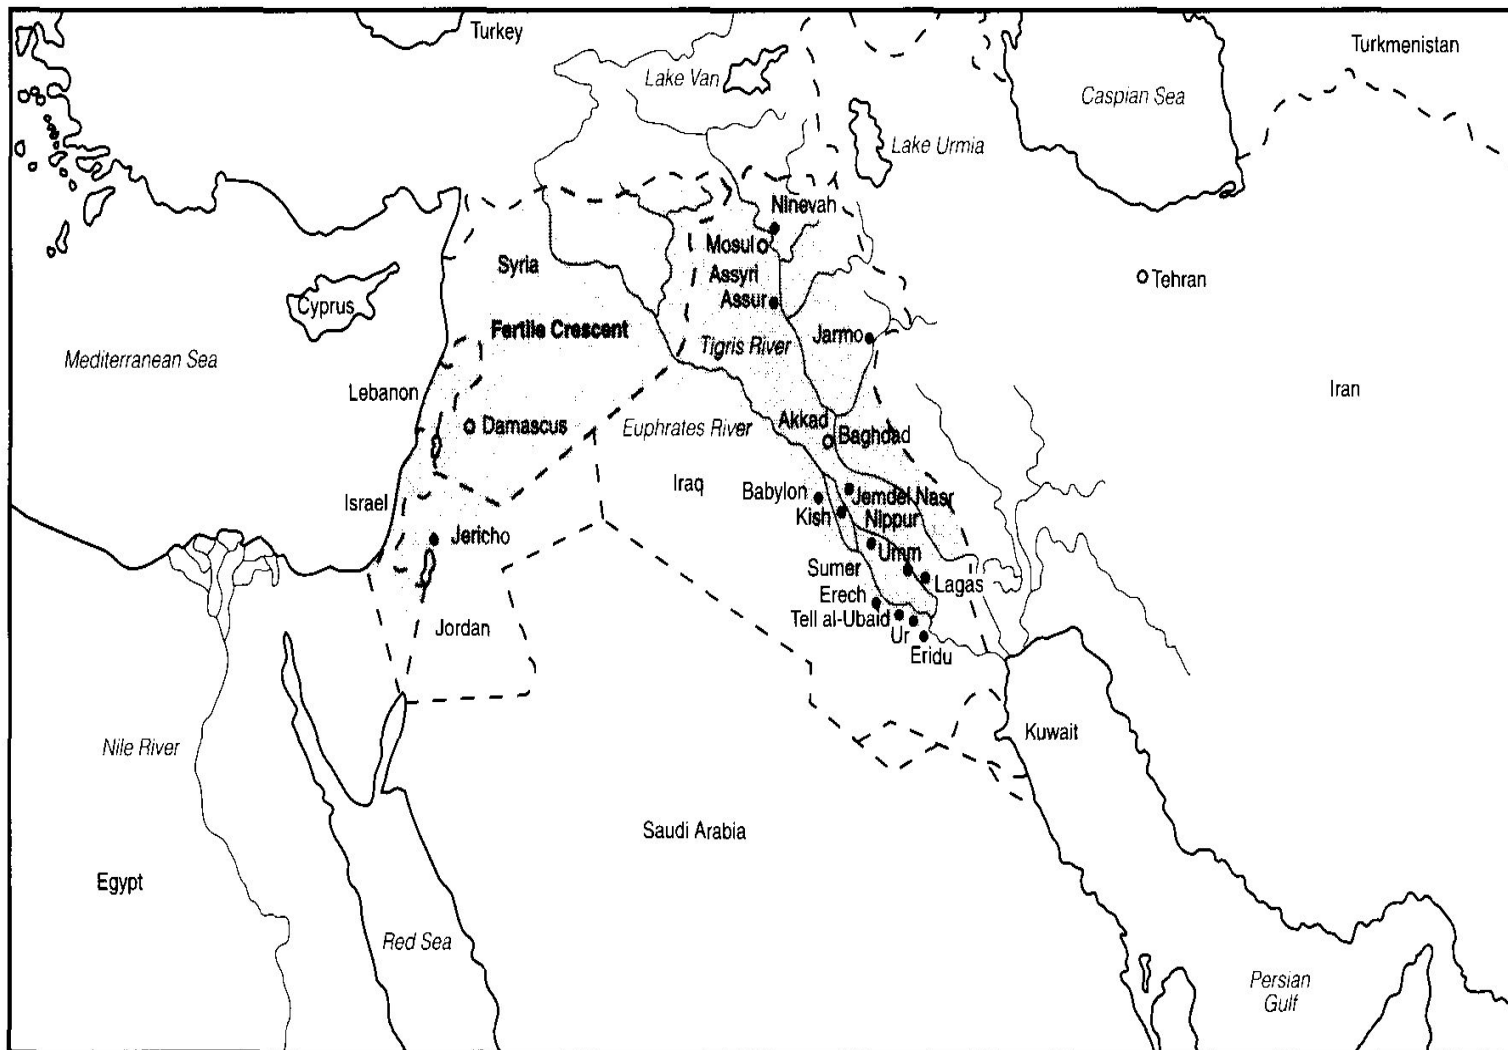 Turkey
Turkmenistan
Lake Van
Caspian Sea
Lake Urmia
Ninevah
Mosul
Syria
Assyri
Tehran
Assur
Cyprus
Fertile Crescent
Jarmo
Tigris River
Mediterranean Sea
Iran
Lebanon
Akkad
Damascus
Euphrates River
Baghdad
Iraq
Babylon
Jemdel Nasr
Israel
Kish
Nippur
Jericho
Umm
Sumer
Lagas
Erech
Tell al-Ubaid
Jordan
Ur
Eridu
Kuwait
Nile River
Saudi Arabia
Egypt
Red Sea
Persian
Gulf